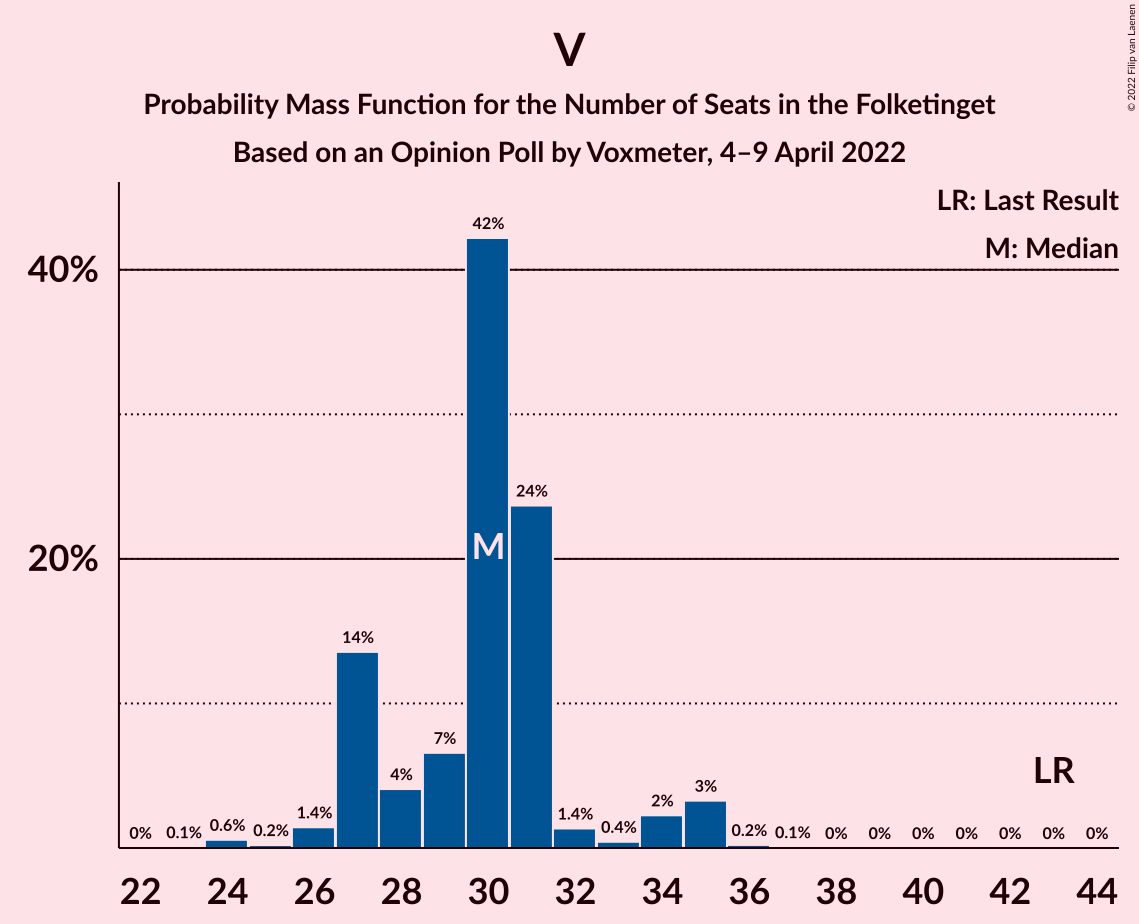 V
Probability Mass Function for the Number of Seats in the Folketinget
Based on an Opinion Poll by Voxmeter, 4–9 April 2022
© 2022 Filip van Laenen
LR: Last Result
M: Median
40%
20%
0% 0.1% 0.6% 0.2% 1.4% 14% 4% 7% 42% 24% 1.4% 0.4% 2% 3% 0.2% 0.1% 0% 0% 0% 0% 0% 0% 0%
M
LR
22 24 26 28 30 32 34 36 38 40 42 44